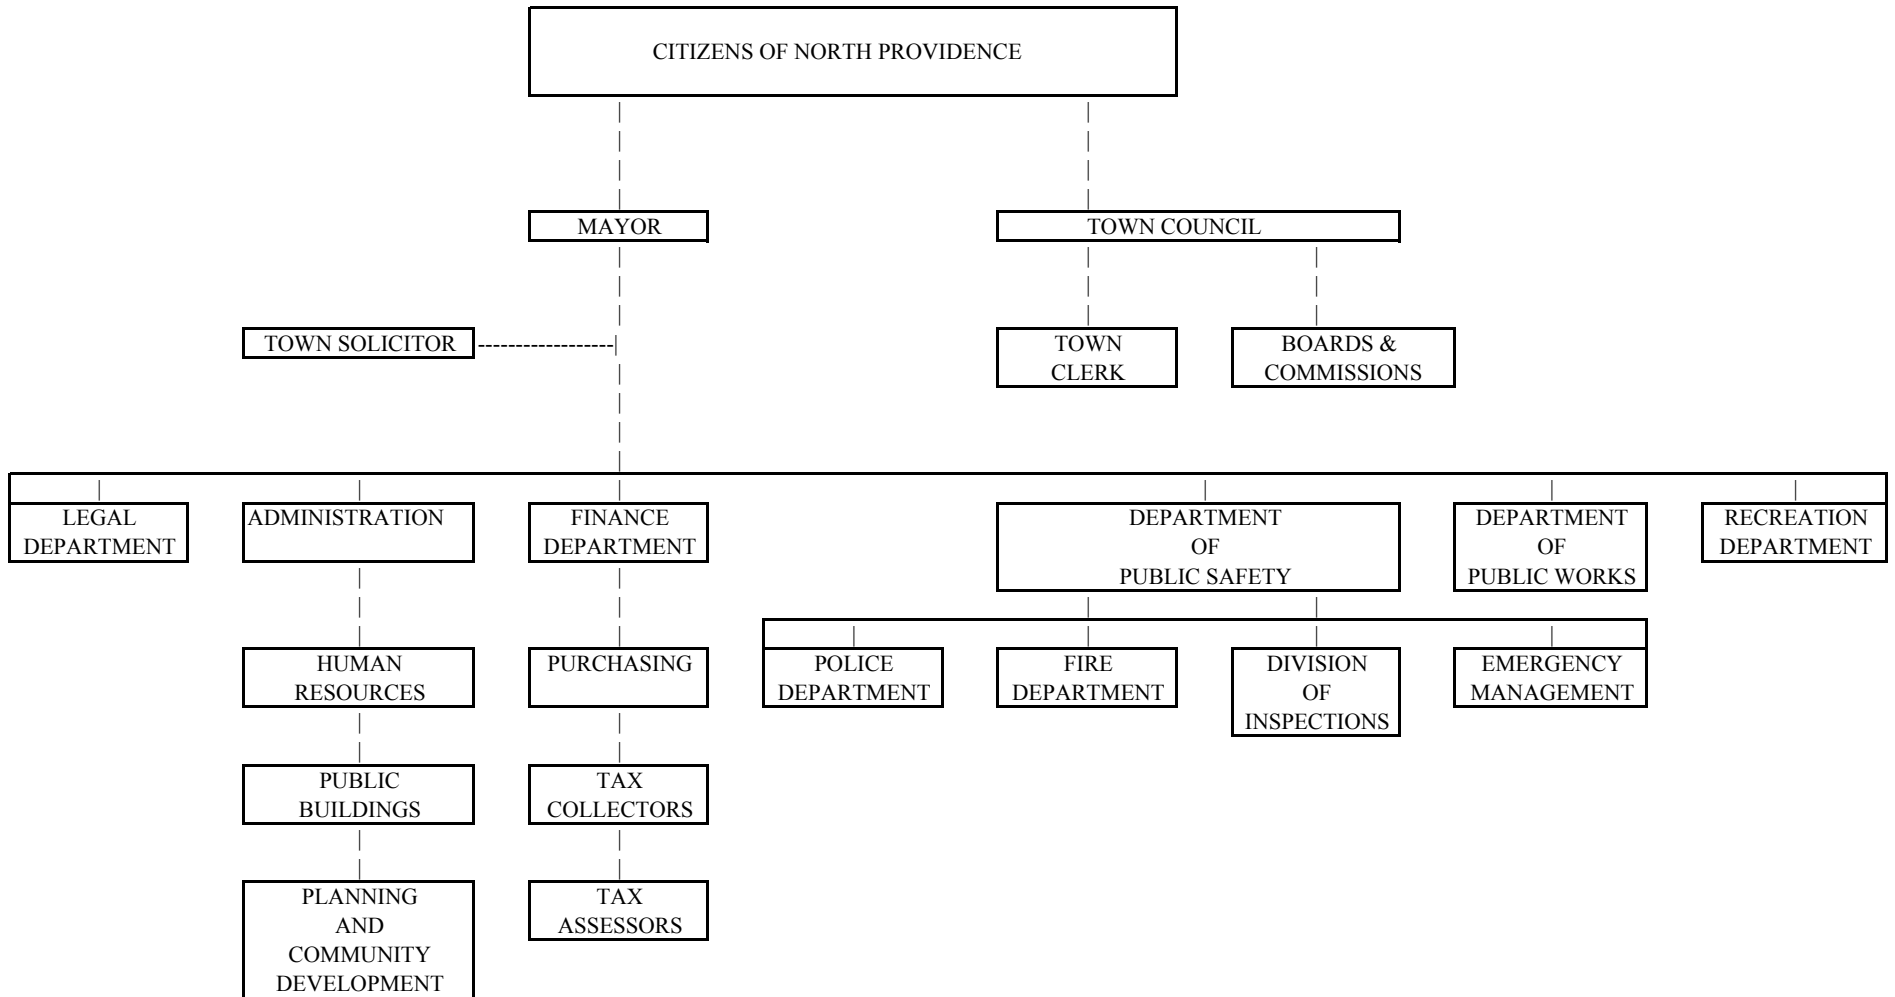 CITIZENS OF NORTH PROVIDENCE
MAYOR
TOWN COUNCIL
TOWN SOLICITOR
TOWN
CLERK
BOARDS &
COMMISSIONS
LEGAL
DEPARTMENT
ADMINISTRATION
FINANCE
DEPARTMENT
DEPARTMENT
OF
PUBLIC SAFETY
DEPARTMENT
OF
PUBLIC WORKS
RECREATION
DEPARTMENT
HUMAN
RESOURCES
PURCHASING
POLICE
DEPARTMENT
FIRE
DEPARTMENT
DIVISION
OF
INSPECTIONS
EMERGENCY
MANAGEMENT
PUBLIC
BUILDINGS
TAX
COLLECTORS
PLANNING
AND
COMMUNITY
DEVELOPMENT
TAX
ASSESSORS